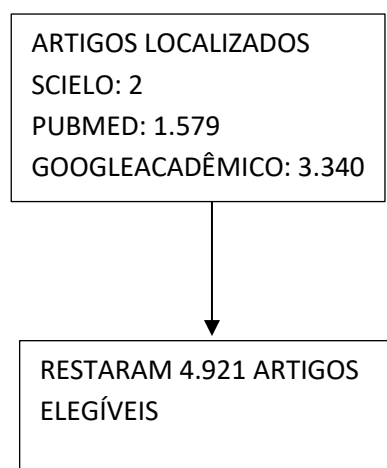 ARTIGOS LOCALIZADOS
SCIELO: 2
PUBMED: 1.579
GOOGLEACADÊMICO: 3.340
RESTARAM 4.921 ARTIGOS
ELEGÍVEIS